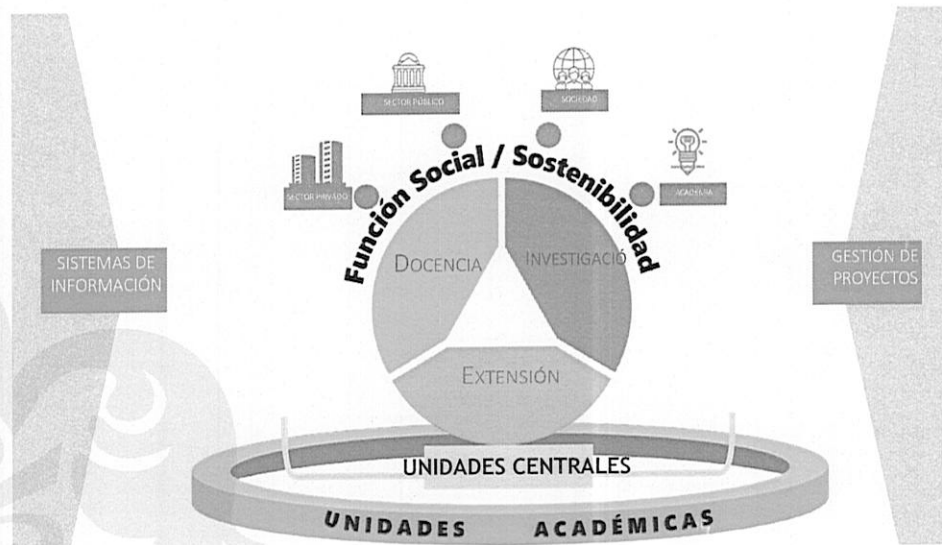 SECTOR PÚBLICO
SOCIEDAD
SECTOR PRIVADO
ACADEMIA
Función Social / Sostenibilidad
SISTEMAS DE
INFORMACIÓN
DOCENCIA
INVESTIGACIÓ
GESTIÓN DE
PROYECTOS
EXTENSIÓN
UNIDADES CENTRALES
UNIDADES ACADÉMICAS